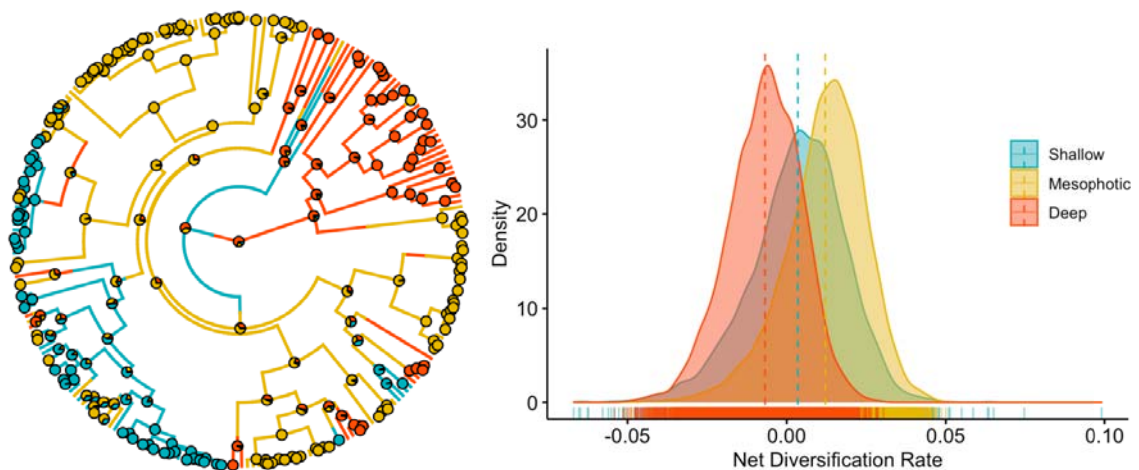 30
20
10
0
Density
Shallow
Mesophotic
Deep
-0.05 0.00 0.05 0.10
Net Diversification Rate